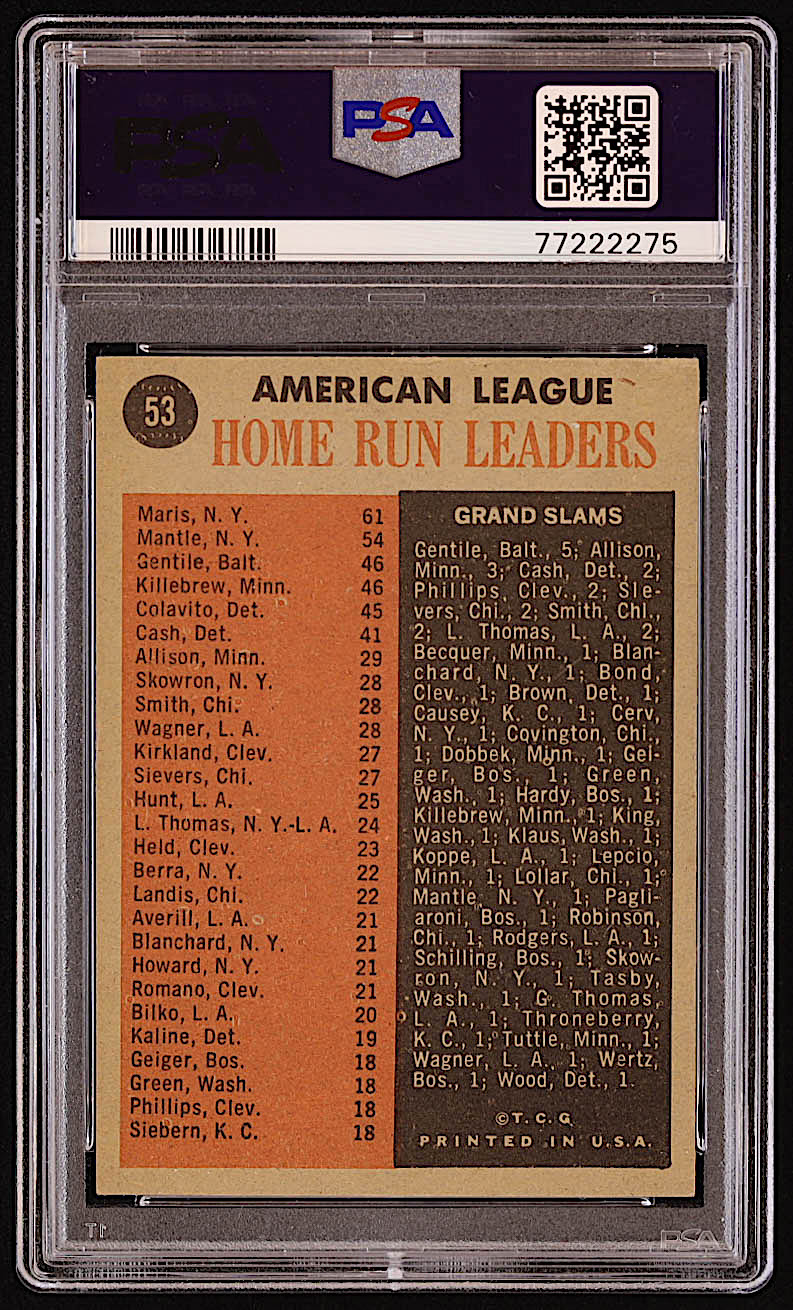 PSA
PSA
77222275
53
AMERICAN LEAGUE
HOME RUN LEADERS
Maris, N. Y. 61
Mantle, N. Y. 54
Gentile, Balt. 46
Killebrew, Minn. 46
Colavito, Det. 45
Cash, Det. 41
Allison, Minn. 29
Skowron, N. Y. 28
Smith, Chi. 28
Wagner, L. A. 28
Kirkland, Clev. 27
Sievers, Chi. 27
Hunt, L. A. 25
L. Thomas, N. Y.-L. A. 24
Held, Clev. 23
Berra, N. Y. 22
Landis, Chi. 22
Averill, L. A. 21
Blanchard, N. Y. 21
Howard, N. Y. 21
Romano, Clev. 21
Bilko, L. A. 20
Kaline, Det. 19
Geiger, Bos. 18
Green, Wash. 18
Phillips, Clev. 18
Siebern, K. C. 18
GRAND SLAMS
Gentile, Balt., 5; Allison,
Minn., 3; Cash, Det., 2;
Phillips, Clev., 2; Sie-
vers, Chi., 2; Smith, Chi.,
2; L. Thomas, L. A., 2;
Becquer, Minn., 1; Blan-
chard, N. Y., 1; Bond,
Clev., 1; Brown, Det., 1;
Causey, K. C., 1; Cerv,
N. Y., 1; Covington, Chi.,
1; Dobbek, Minn., 1; Gei-
ger, Bos., 1; Green,
Wash., 1; Hardy, Bos., 1;
Killebrew, Minn., 1; King,
Wash., 1; Klaus, Wash., 1;
Koppe, L. A., 1; Lepcio,
Minn., 1; Lollar, Chi., 1;
Mantle, N. Y., 1; Pagli-
aroni, Bos., 1; Robinson,
Chi., 1; Rodgers, L. A., 1;
Schilling, Bos., 1; Skow-
ron, N. Y., 1; Tasby,
Wash., 1; G. Thomas,
L. A., 1; Throneberry,
K. C., 1; Tuttle, Minn., 1;
Wagner, L. A., 1; Wertz,
Bos., 1; Wood, Det., 1.
©T. C. G.
PRINTED IN U.S.A.
PSA